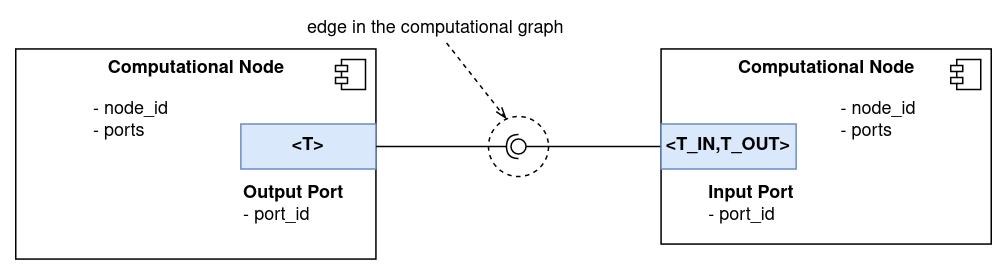 edge in the computational graph
Computational Node
- node_id
- ports
<T>
Output Port
- port_id
Computational Node
- node_id
- ports
<T_IN,T_OUT>
Input Port
- port_id